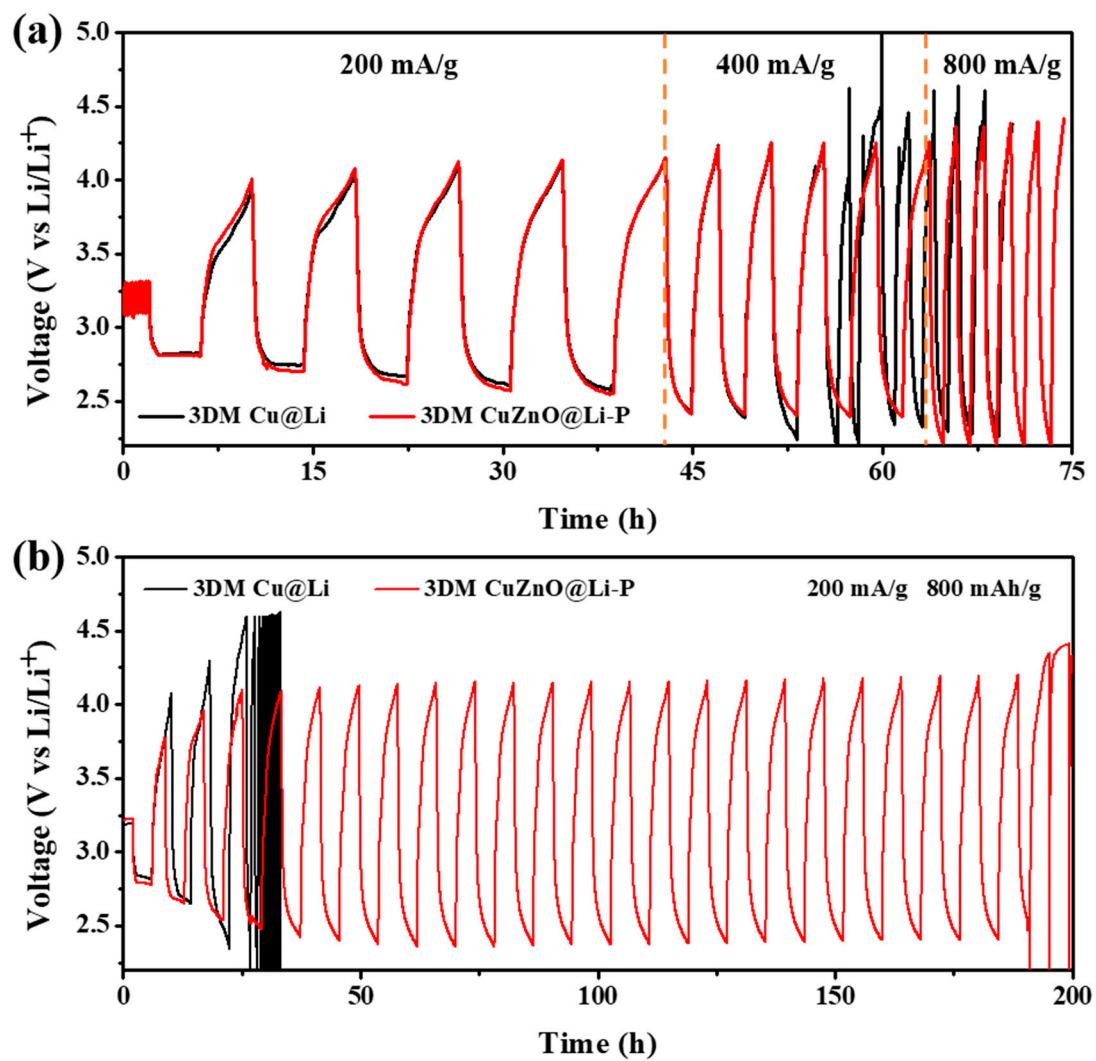 (a)
5.0
200 mA/g 400 mA/g 800 mA/g
4.5
4.0
3.5
3.0
2.5
Voltage (V vs Li/Li⁺)
3DM Cu@Li 3DM CuZnO@Li-P
0 15 30 45 60 75
Time (h)
(b)
5.0
3DM Cu@Li 3DM CuZnO@Li-P 200 mA/g 800 mAh/g
4.5
4.0
3.5
3.0
2.5
Voltage (V vs Li/Li⁺)
0 50 100 150 200
Time (h)